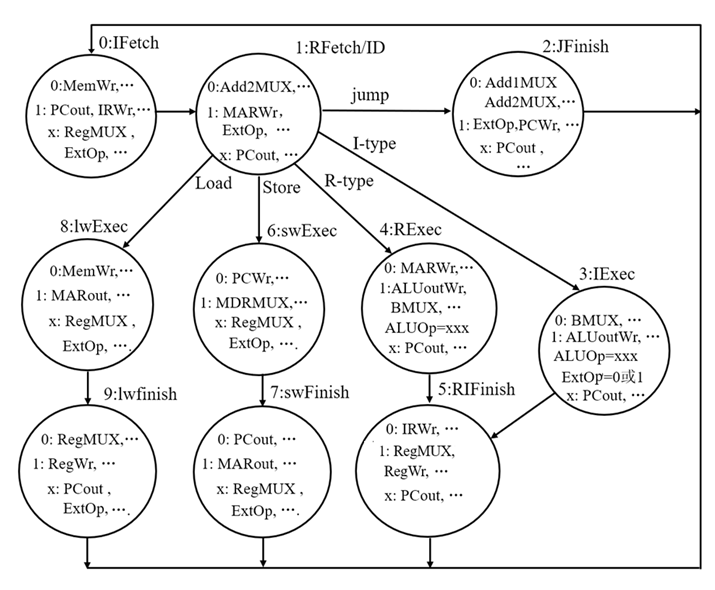 0:IFetch
0:MemWr,⋯
1: PCout, IRWr,⋯
x: RegMUX ,
ExtOp, ⋯
1:RFetch/ID
0:Add2MUX,⋯
1: MARWr,
ExtOp, ⋯
x: PCout, ⋯
2:JFinish
0: Add1MUX
Add2MUX,⋯
1: ExtOp,PCWr, ⋯
x: PCout ,
⋯
jump
I-type
R-type
Store
Load
8:lwExec
0:MemWr,⋯
1: MARout, ⋯
x: RegMUX ,
ExtOp, ⋯.
6:swExec
0: PCWr,⋯
1: MDRMUX,⋯
x: RegMUX ,
ExtOp, ⋯.
4:RExec
0: MARWr,⋯
1:ALUoutWr,
BMUX, ⋯
ALUOp=xxx
x: PCout, ⋯
3:IExec
0: BMUX, ⋯
1: ALUoutWr, ⋯
ALUOp=xxx
ExtOp=0或1
x: PCout, ⋯
9:lwfinish
0: RegMUX,⋯
1: RegWr, ⋯
x: PCout ,
ExtOp, ⋯.
7:swFinish
0: PCout, ⋯
1: MARout, ⋯
x: RegMUX ,
ExtOp, ⋯.
5:RIFinish
0: IRWr, ⋯
1: RegMUX,
RegWr, ⋯
x: PCout, ⋯